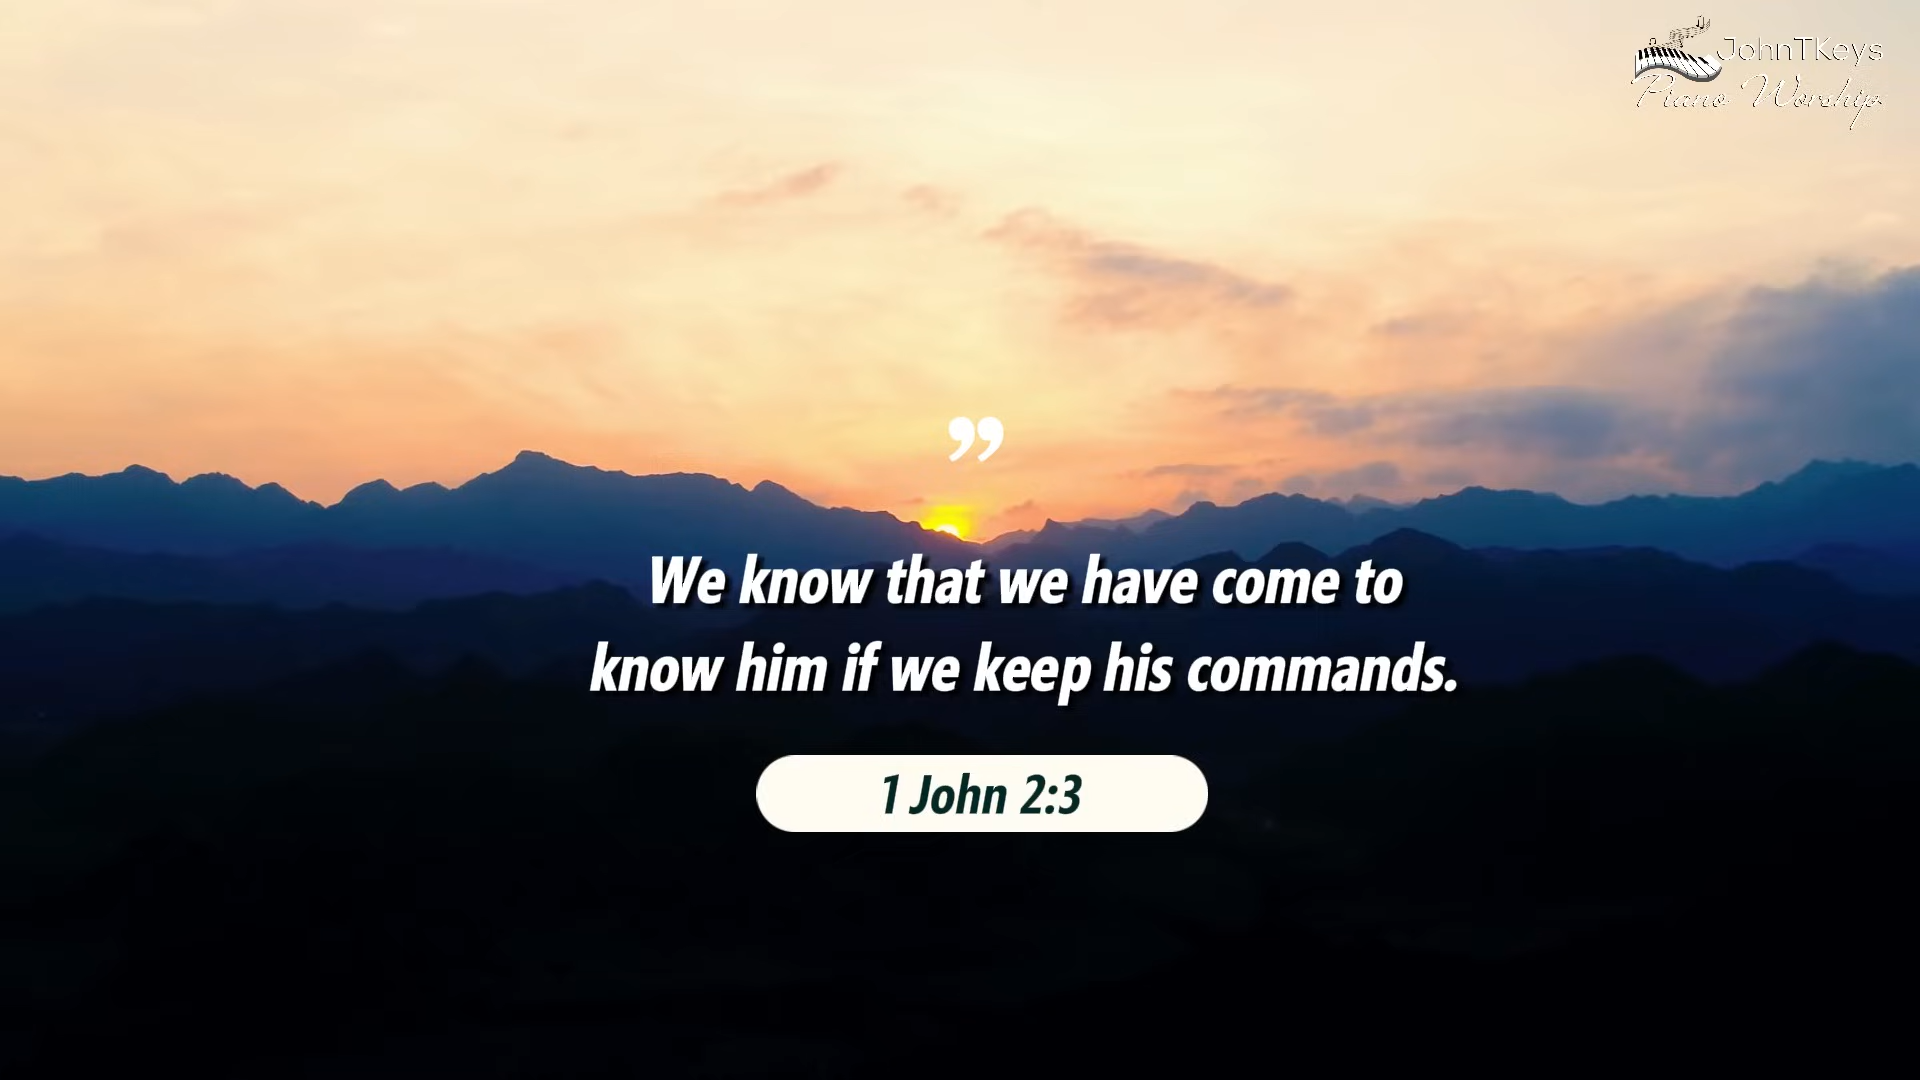 JohnTKeys
Piano Worship
”
We know that we have come to
know him if we keep his commands.
1 John 2:3